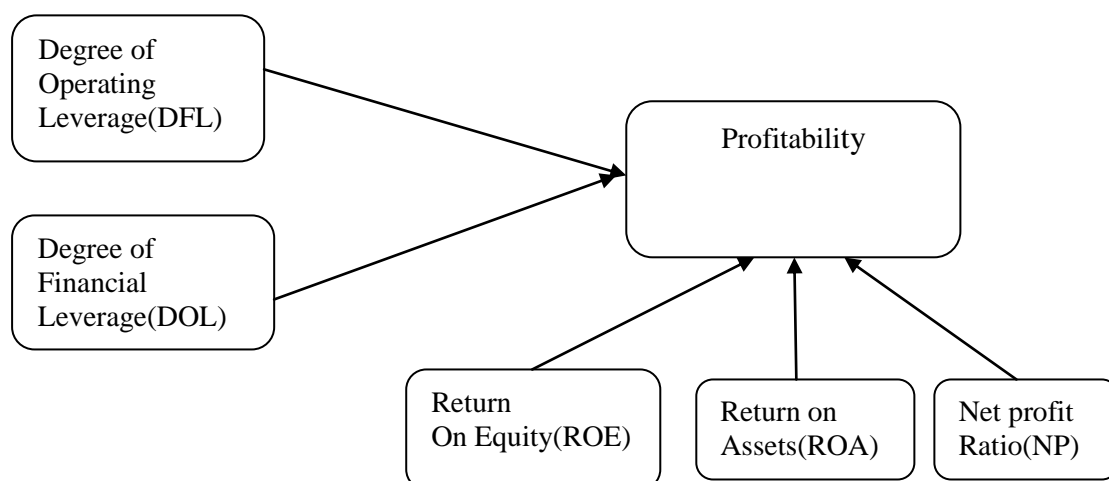 Degree of
Operating
Leverage(DFL)
Profitability
Degree of
Financial
Leverage(DOL)
Return
On Equity(ROE)
Return on
Assets(ROA)
Net profit
Ratio(NP)